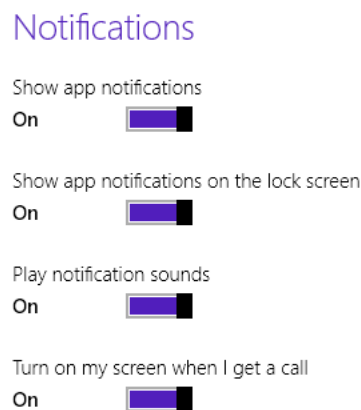 Notifications
Show app notifications
On
Show app notifications on the lock screen
On
Play notification sounds
On
Turn on my screen when I get a call
On